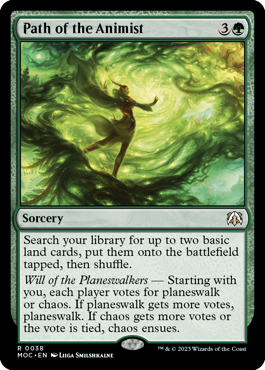 Path of the Animist 3
Sorcery
Search your library for up to two basic
land cards, put them onto the battlefield
tapped, then shuffle.
Will of the Planeswalkers — Starting with
you, each player votes for planeswalk
or chaos. If planeswalk gets more votes,
planeswalk. If chaos gets more votes or
the vote is tied, chaos ensues.
R 0038
MOC • EN LIIGA SMILSHKALNE
™ & © 2023 Wizards of the Coast